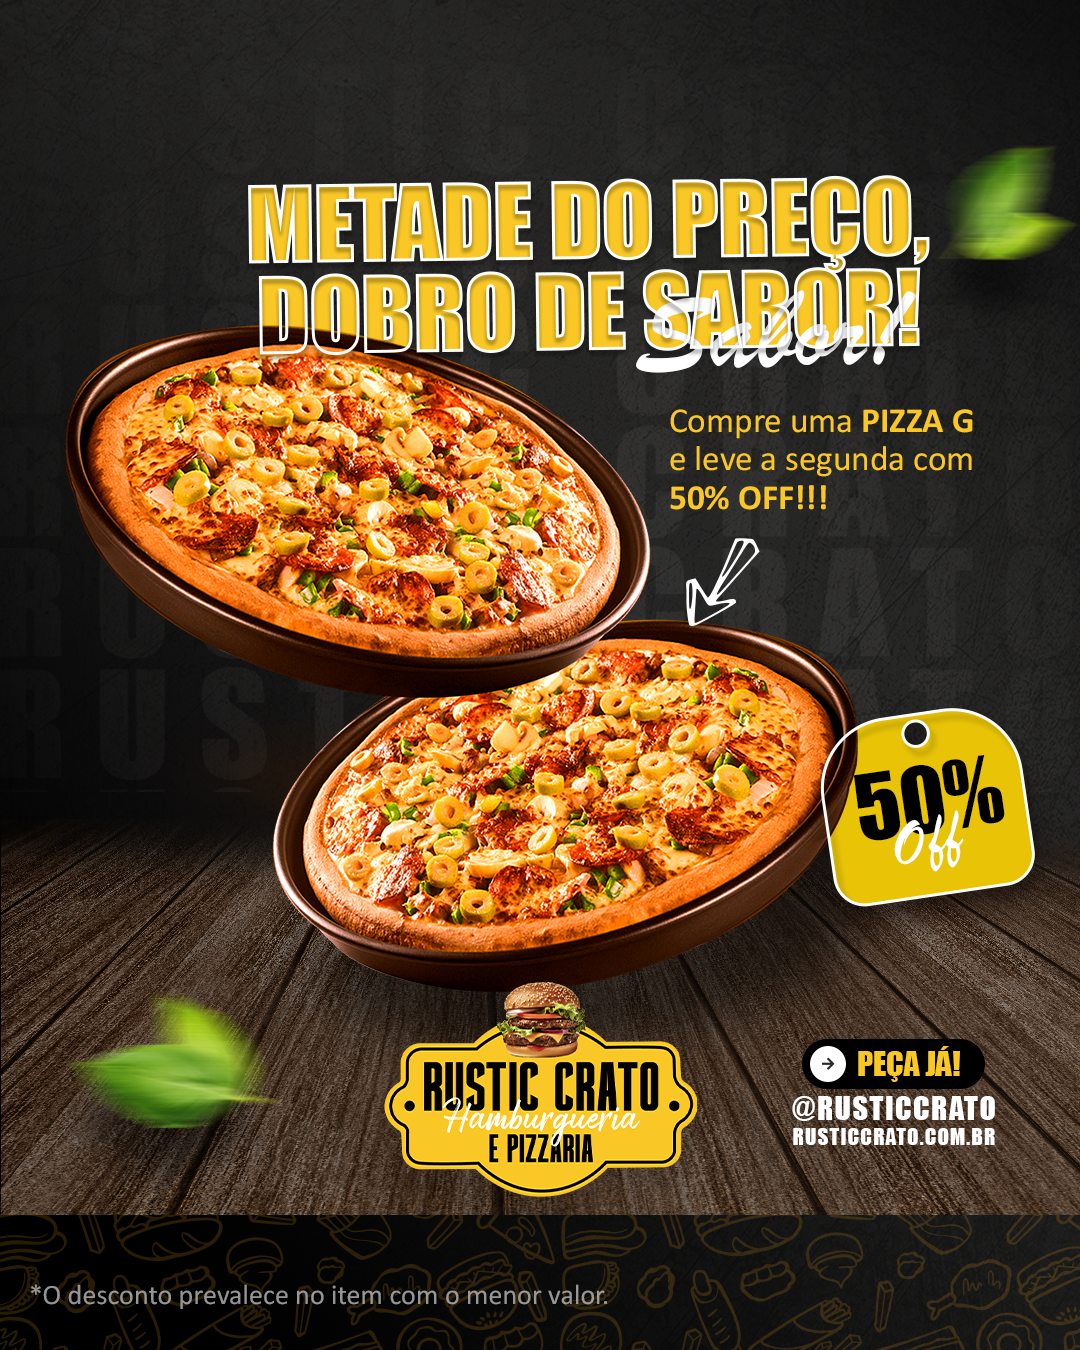 METADE DO PREÇO,
DOBRO DE SABOR!
Sabor!
Compre uma PIZZA G
e leve a segunda com
50% OFF!!!
50%
Off
RUSTIC CRATO
Hamburgueria
E PIZZARIA
PEÇA JÁ!
@RUSTICCRATO
RUSTICCRATO.COM.BR
*O desconto prevalece no item com o menor valor.